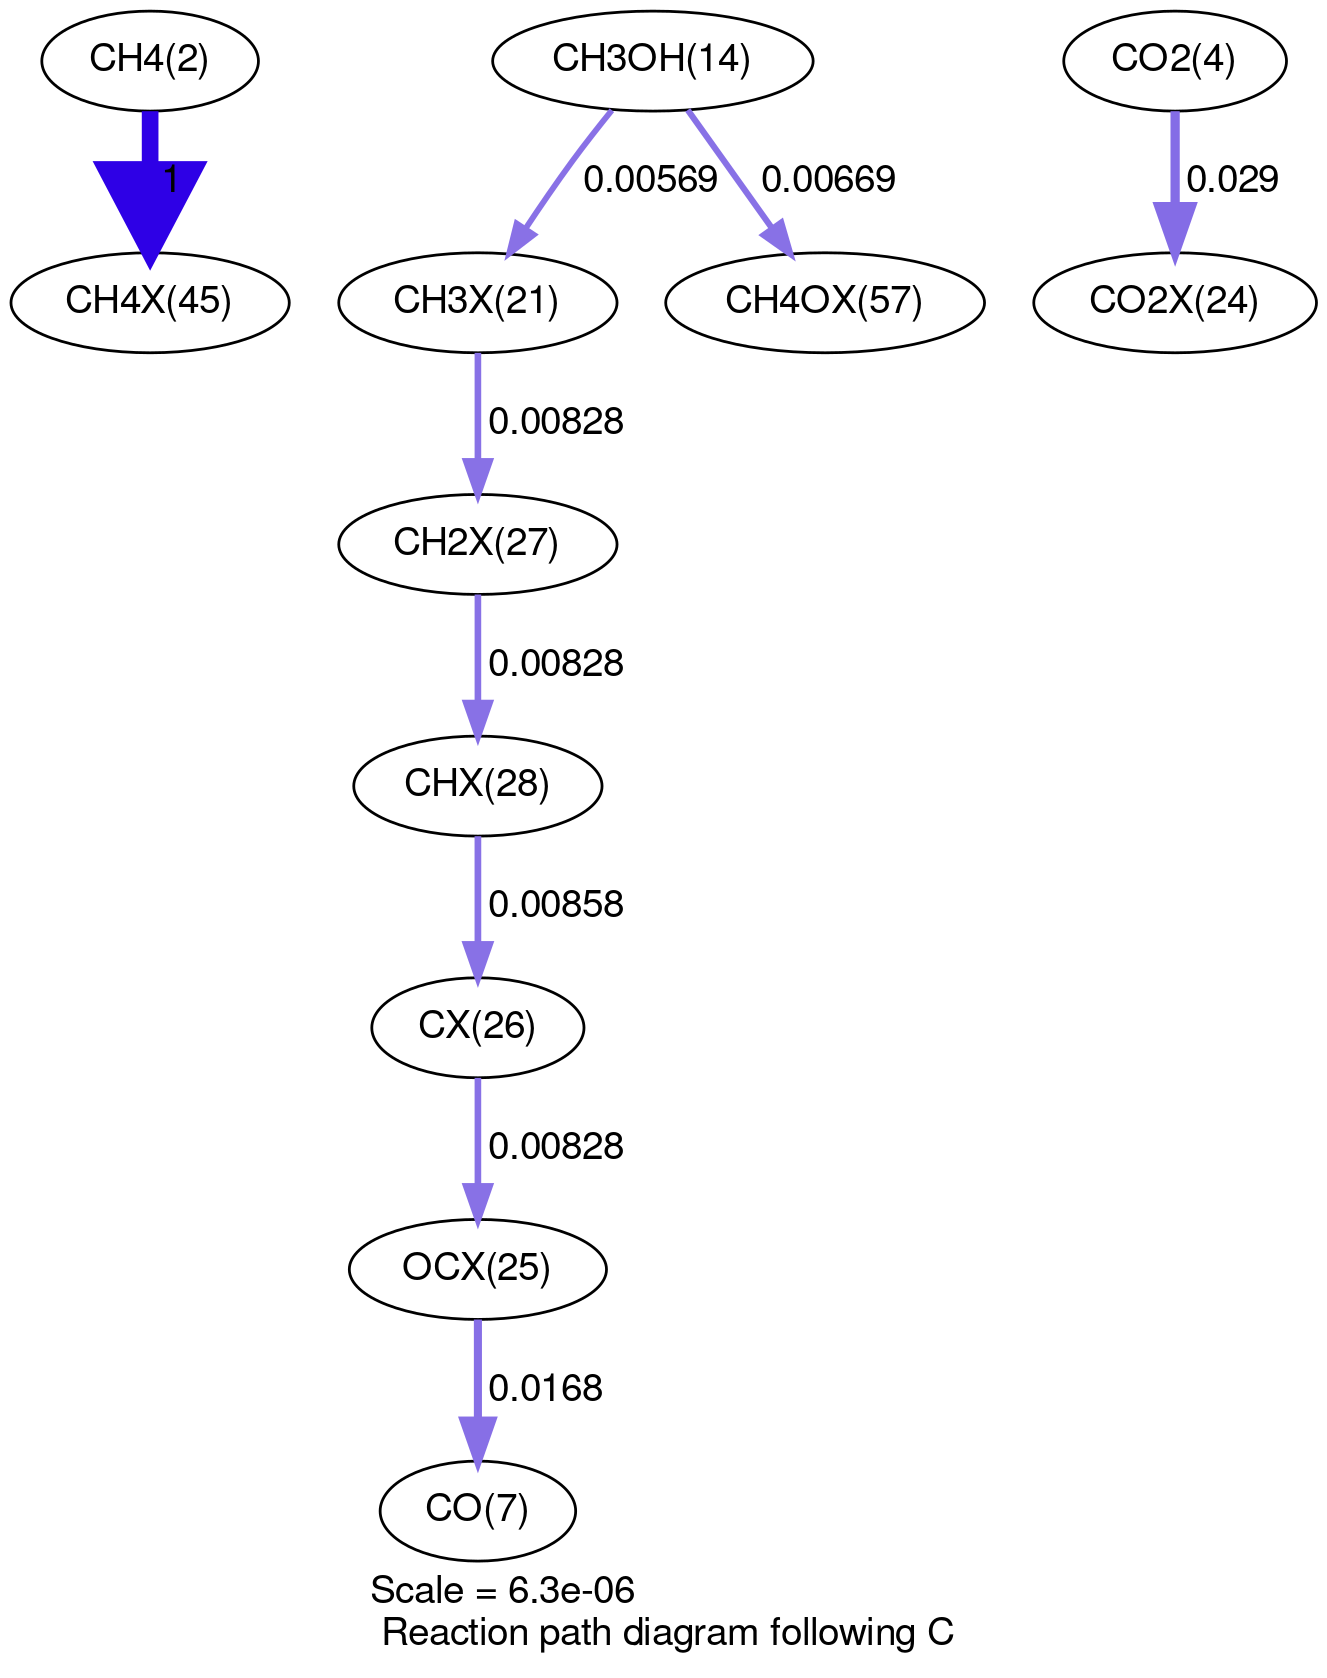 CH4(2)
CH3OH(14)
CO2(4)
1
0.00569
0.00669
0.029
CH4X(45)
CH3X(21)
CH4OX(57)
CO2X(24)
0.00828
CH2X(27)
0.00828
CHX(28)
0.00858
CX(26)
0.00828
OCX(25)
0.0168
CO(7)
Scale = 6.3e-06
Reaction path diagram following C